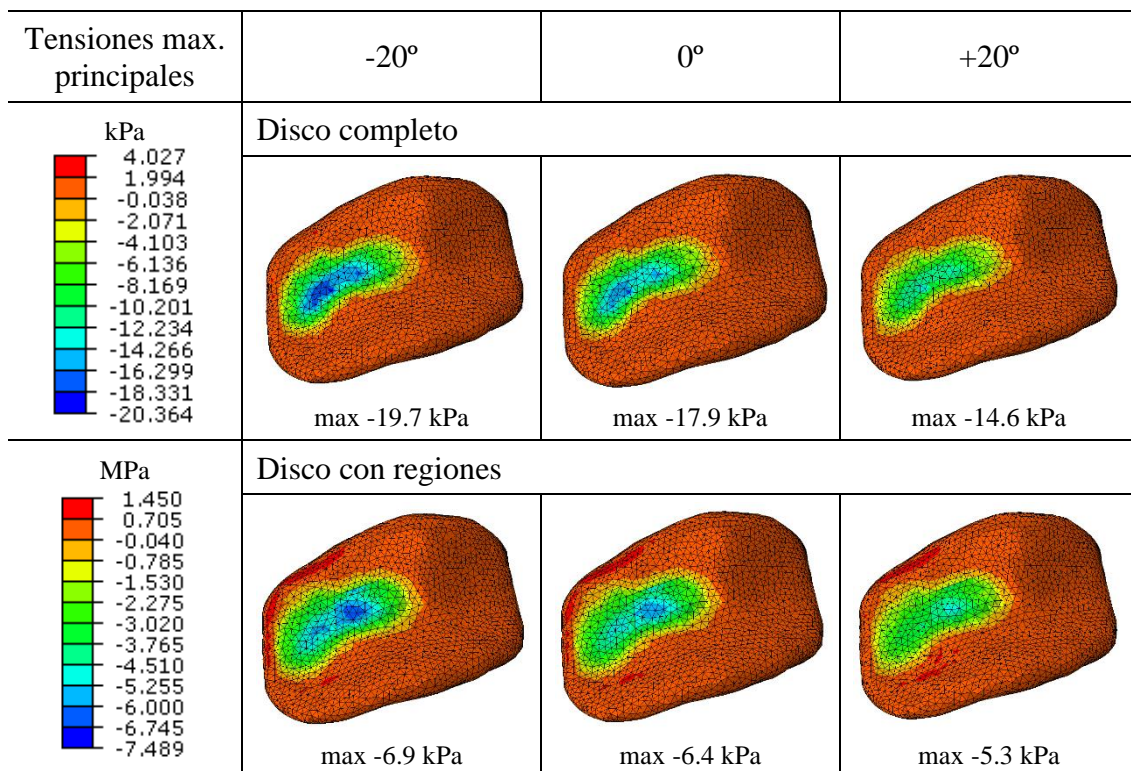 Tensiones max.
principales
-20º
0º
+20º
kPa
4.027
1.994
-0.038
-2.071
-4.103
-6.136
-8.169
-10.201
-12.234
-14.266
-16.299
-18.331
-20.364
Disco completo
max -19.7 kPa
max -17.9 kPa
max -14.6 kPa
MPa
1.450
0.705
-0.040
-0.785
-1.530
-2.275
-3.020
-3.765
-4.510
-5.255
-6.000
-6.745
-7.489
Disco con regiones
max -6.9 kPa
max -6.4 kPa
max -5.3 kPa